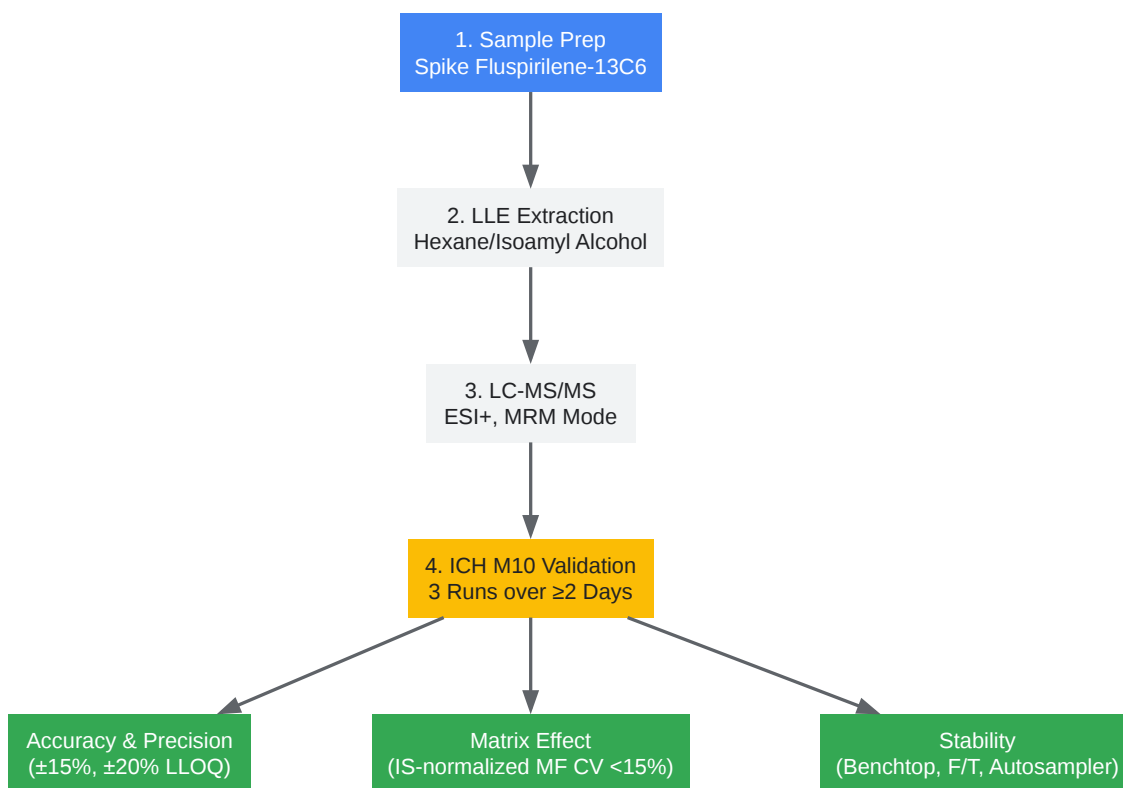 1. Sample Prep
Spike Fluspirilene-13C6
2. LLE Extraction
Hexane/Isoamyl Alcohol
3. LC-MS/MS
ESI+, MRM Mode
4. ICH M10 Validation
3 Runs over ≥2 Days
Accuracy & Precision
(±15%, ±20% LLOQ)
Matrix Effect
(IS-normalized MF CV <15%)
Stability
(Benchtop, F/T, Autosampler)